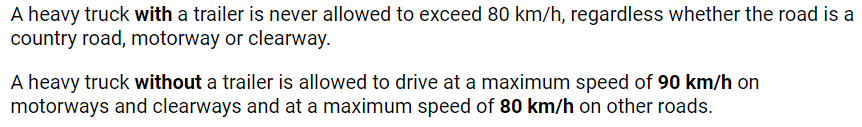 A heavy truck with a trailer is never allowed to exceed 80 km/h, regardless whether the road is a
country road, motorway or clearway.
A heavy truck without a trailer is allowed to drive at a maximum speed of 90 km/h on
motorways and clearways and at a maximum speed of 80 km/h on other roads.